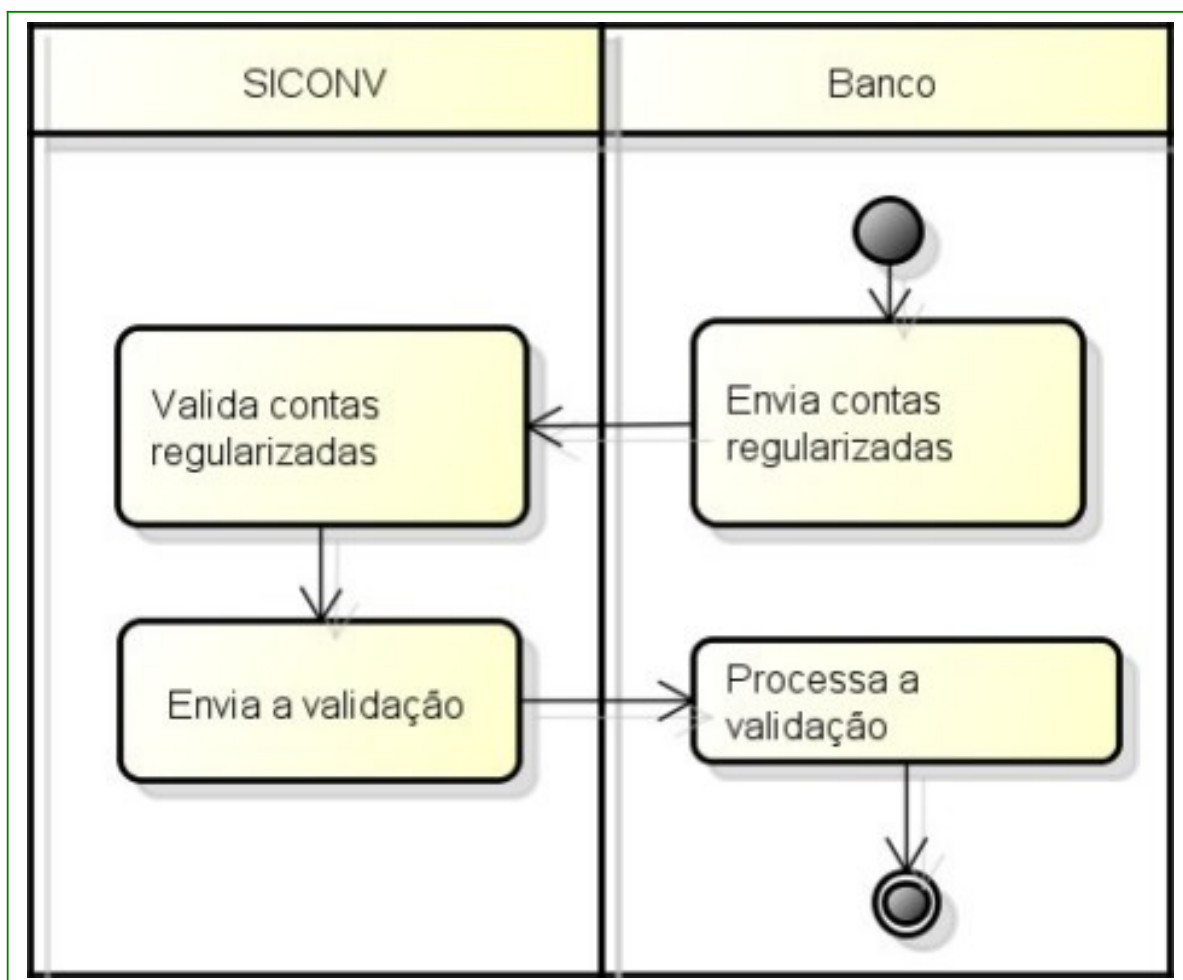 SICONV
Banco
Valida contas
regularizadas
Envia contas
regularizadas
Envia a validação
Processa a
validação